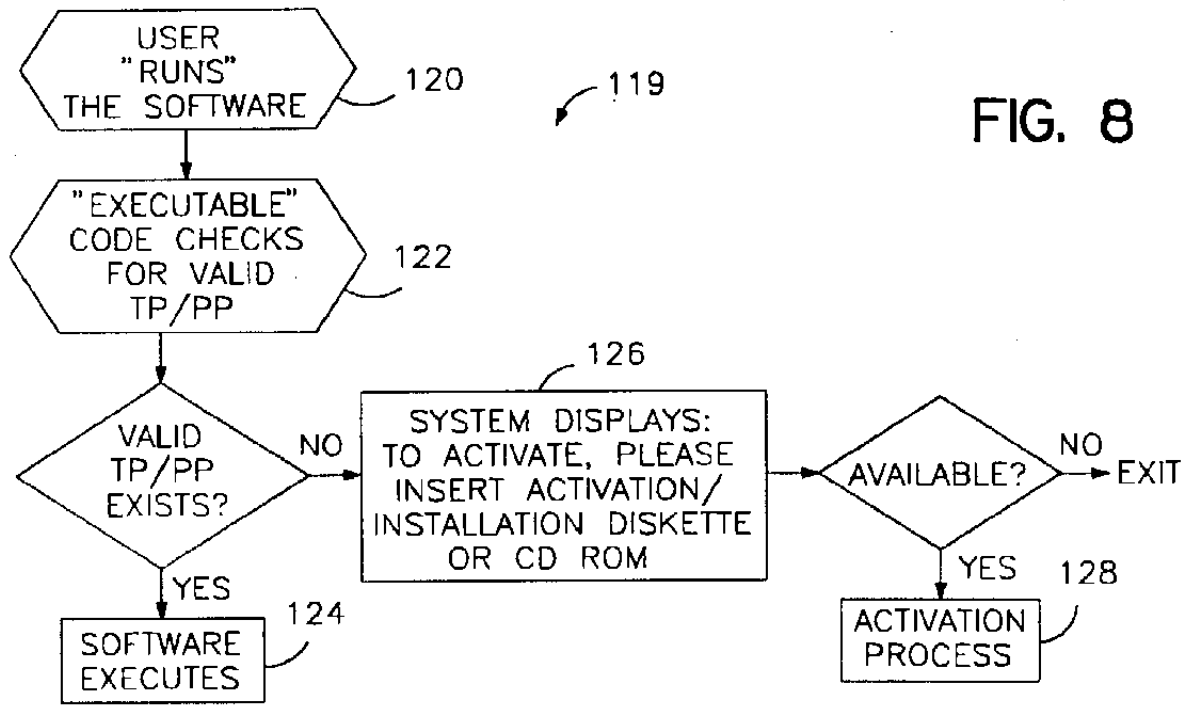 USER
"RUNS"
THE SOFTWARE
120
119
FIG. 8
"EXECUTABLE"
CODE CHECKS
FOR VALID
TP/PP
122
VALID
TP/PP
EXISTS?
NO
126
SYSTEM DISPLAYS:
TO ACTIVATE, PLEASE
INSERT ACTIVATION/
INSTALLATION DISKETTE
OR CD ROM
AVAILABLE?
NO
EXIT
YES
SOFTWARE
EXECUTES
124
YES
ACTIVATION
PROCESS
128